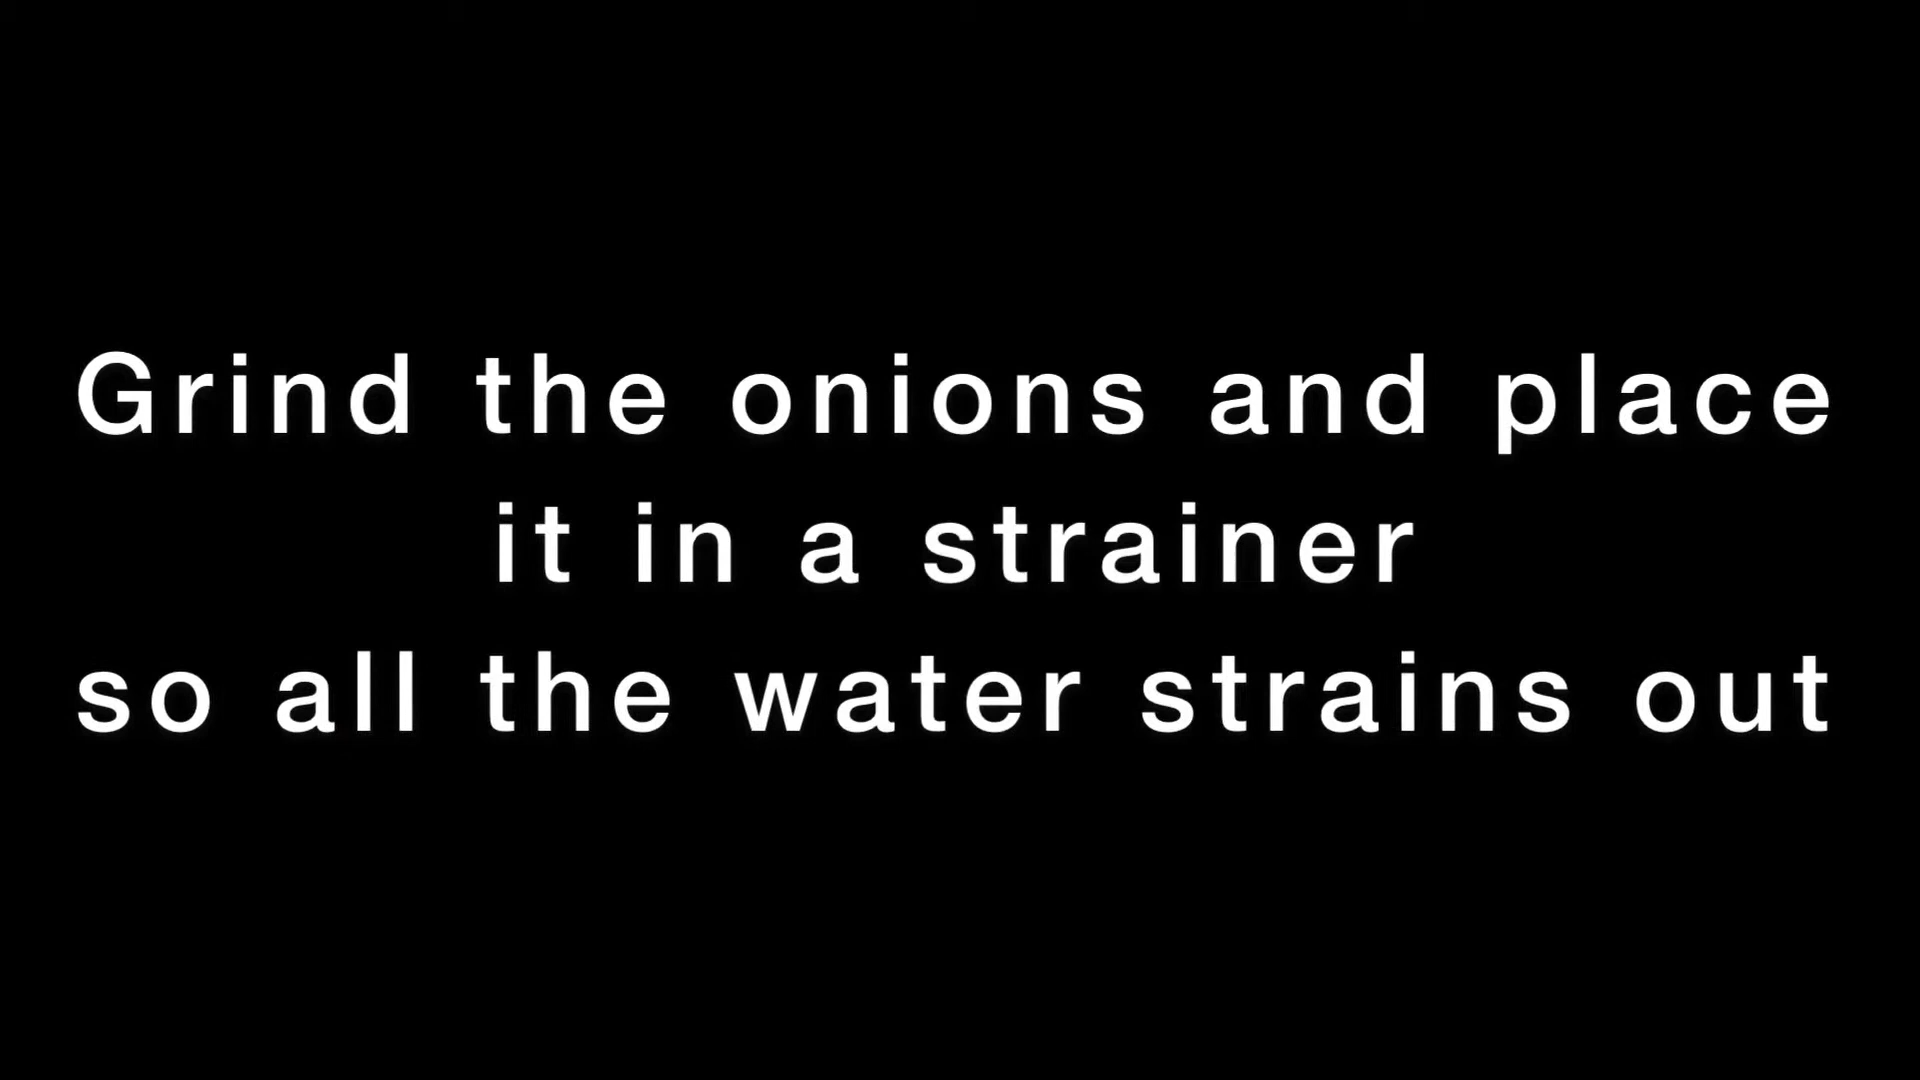 Grind the onions and place
it in a strainer
so all the water strains out